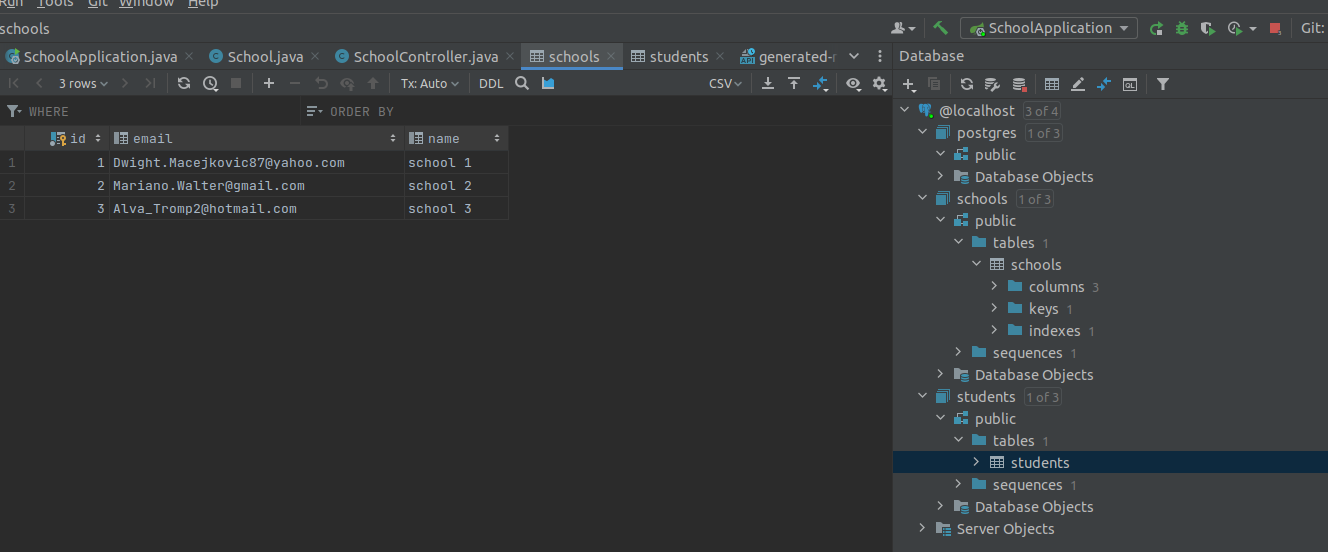 Run Tools Git Window Help
schools
SchoolApplication
Git:
SchoolApplication.java School.java SchoolController.java schools students generated-r
3 rows Tx: Auto DDL CSV
WHERE ORDER BY
id email name
1 1 Dwight.Macejkovic87@yahoo.com school 1
2 2 Mariano.Walter@gmail.com school 2
3 3 Alva_Tromp2@hotmail.com school 3
Database
QL
@localhost 3 of 4
postgres 1 of 3
public
Database Objects
schools 1 of 3
public
tables 1
schools
columns 3
keys 1
indexes 1
sequences 1
Database Objects
students 1 of 3
public
tables 1
students
sequences 1
Database Objects
Server Objects